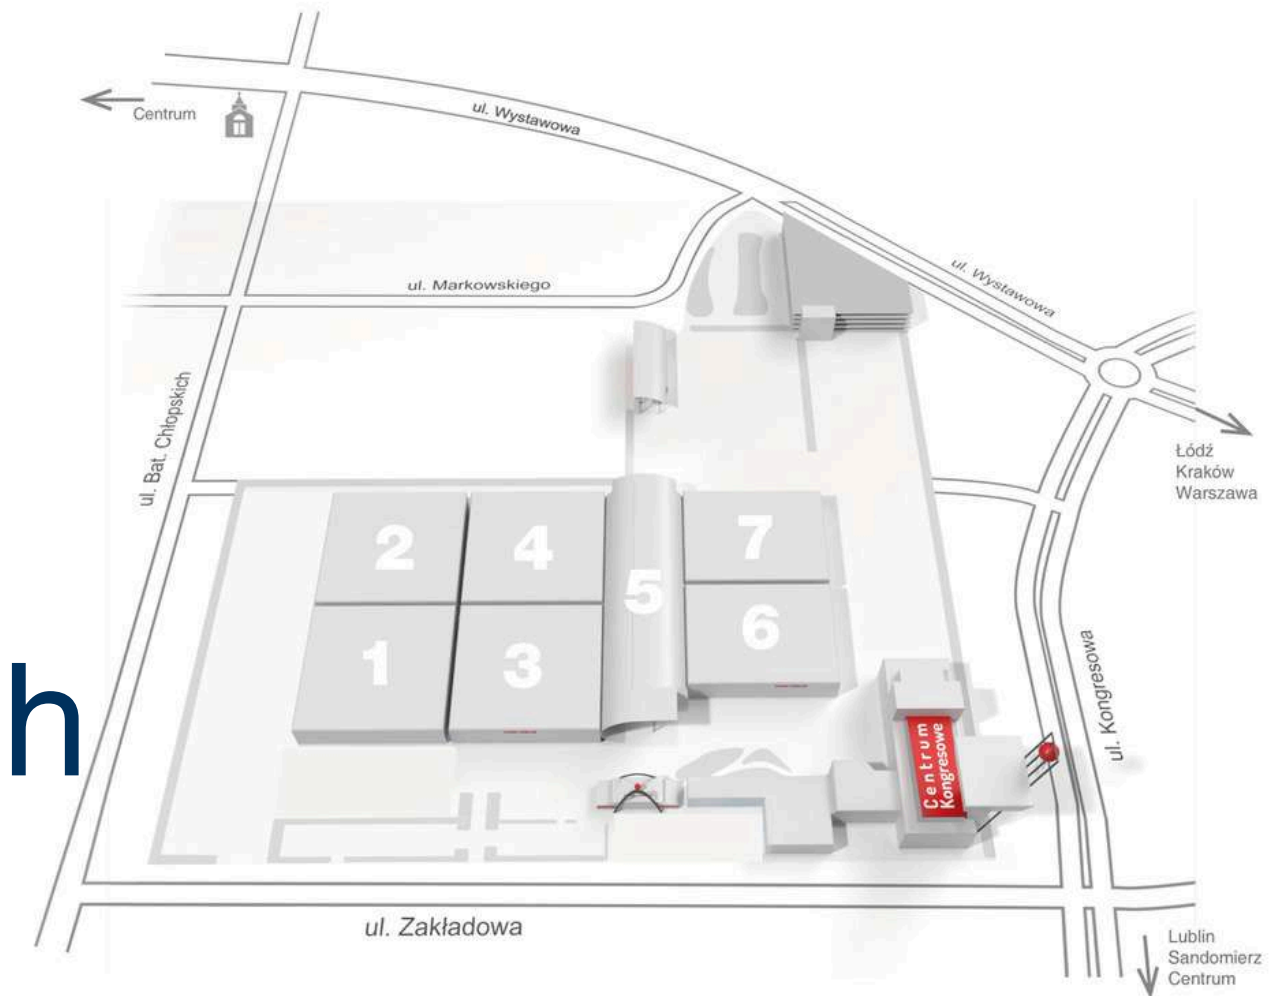 ul. Wystawowa
Centrum
ul. Wystawowa
ul. Markowskiego
ul. Bat. Chłopskich
Łódź
Kraków
Warszawa
2
4
7
5
1
3
6
h
ul. Kongresowa
Centrum
Kongresowe
ul. Zakładowa
Lublin
Sandomierz
Centrum